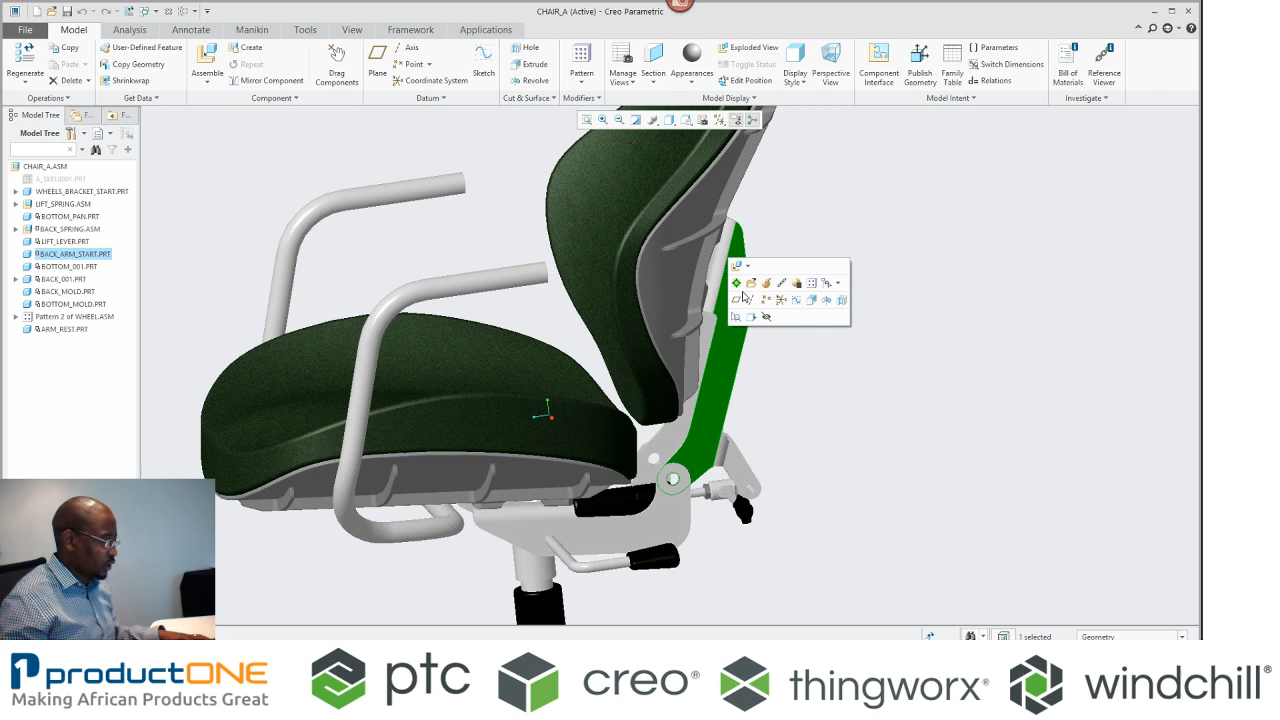 CHAIR_A (Active) - Creo Parametric
File Model Analysis Annotate Manikin Tools View Framework Applications
Regenerate
Copy
Paste
Delete
Operations
User-Defined Feature
Copy Geometry
Shrinkwrap
Get Data
Assemble
Create
Repeat
Mirror Component
Drag
Components
Component
Plane
Axis
Point
Coordinate System
Sketch
Datum
Hole
Extrude
Revolve
Cut & Surface
Pattern
Modifiers
Manage
Views
Section
Appearances
Exploded View
Toggle Status
Edit Position
Display
Style
Perspective
View
Model Display
Component
Interface
Publish
Geometry
Family
Table
Parameters
Switch Dimensions
Relations
Model Intent
Bill of
Materials
Reference
Viewer
Investigate
Model Tree F... F...
Model Tree
CHAIR_A.ASM
A_SKEL0001.PRT
WHEELS_BRACKET_START.PRT
LIFT_SPRING.ASM
BOTTOM_PAN.PRT
BACK_SPRING.ASM
LIFT_LEVER.PRT
BACK_ARM_START.PRT
BOTTOM_001.PRT
BACK_001.PRT
BACK_MOLD.PRT
BOTTOM_MOLD.PRT
Pattern 2 of WHEEL.ASM
ARM_REST.PRT
1 selected
Geometry
productONE
Making African Products Great
ptc
creo®
thingworx®
windchill®